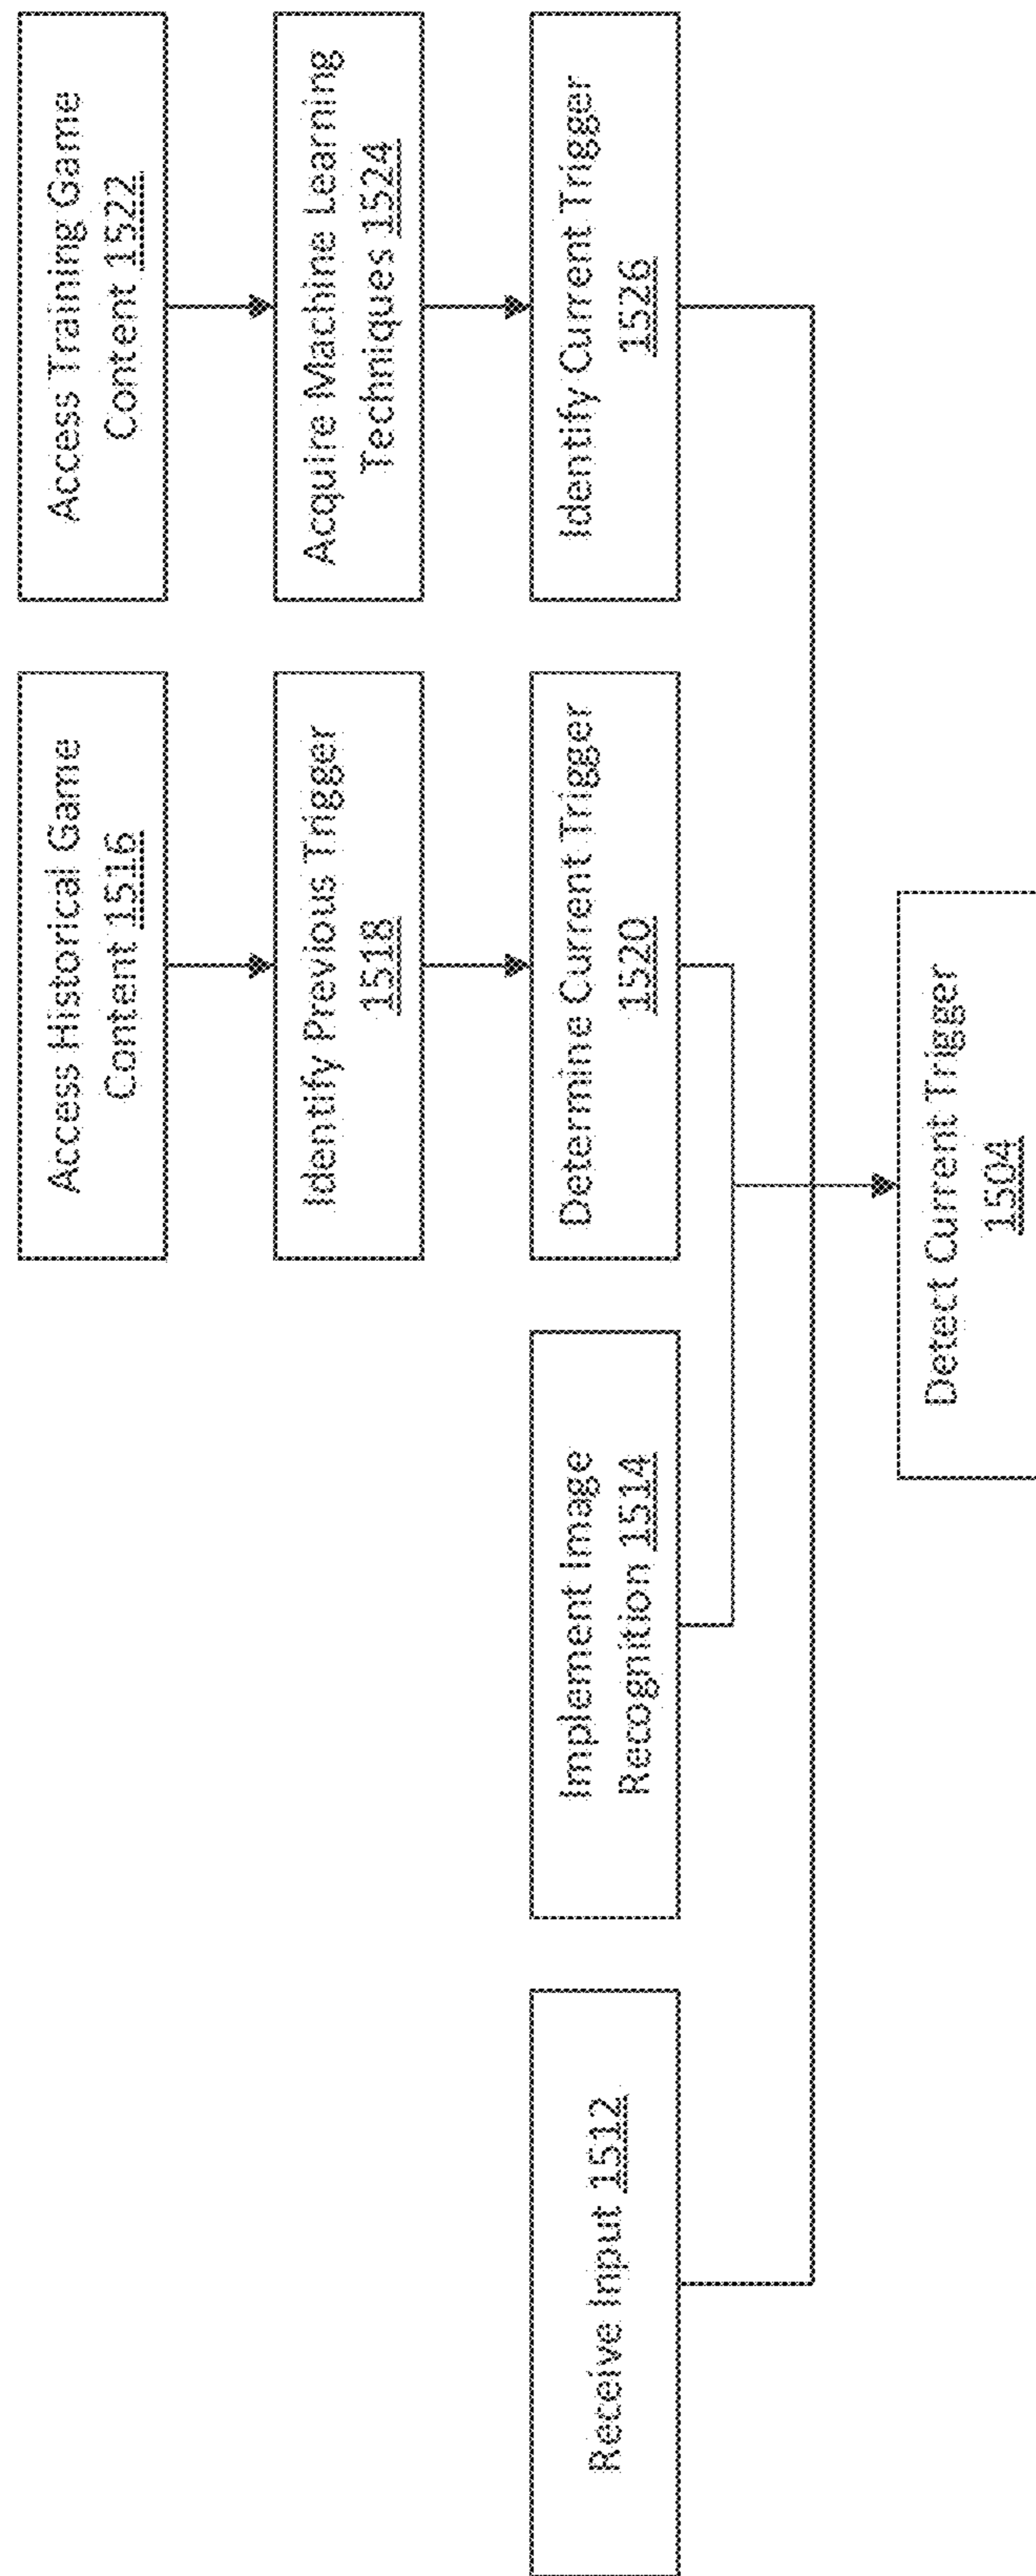 Access Historical Game
Content 1516
Access Training Game
Content 1522
Identify Previous Trigger
1518
Acquire Machine Learning
Techniques 1524
Receive Input 1512
Implement Image
Recognition 1514
Determine Current Trigger
1520
Identify Current Trigger
1526
Detect Current Trigger
1504